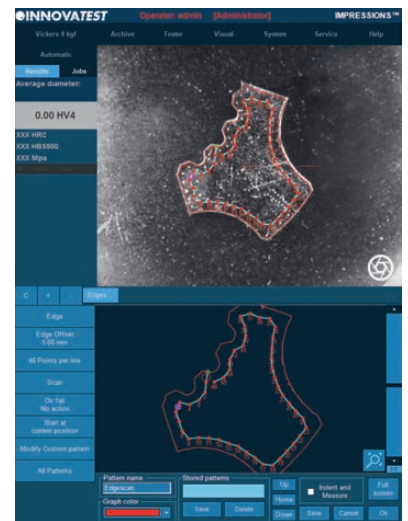 INNOVATEST Operator: admin [Administrator] IMPRESSIONS™
Vickers 4 kgf Archive Tester Visual System Service Help
Automatic
Results Jobs
Average diameter:
0.00 HV4
XXX HRC
XXX HB5500
XXX Mpa
C + - Edges
Edge
Edge Offset
1.00 mm
46 Points per line
Scan
On fail
No action
Start at
current position
Modify Custom pattern
All Patterns
Pattern name
Edgescan
Graph color
Stored patterns
Save Delete
Up
Home
Down
Indent and
Measure
Save Cancel Ok
Full
screen